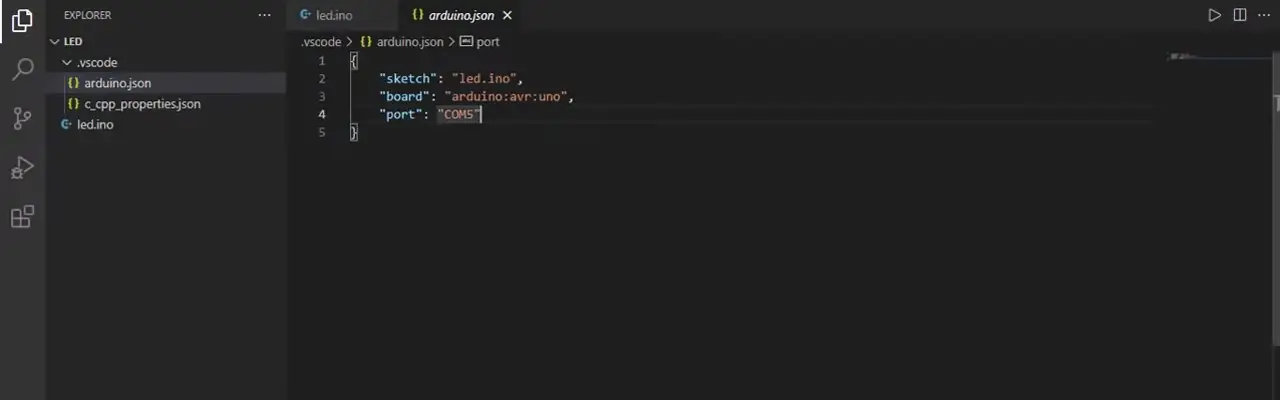 EXPLORER
LED
.vscode
{} arduino.json
{} c_cpp_properties.json
led.ino
led.ino
{} arduino.json
.vscode > {} arduino.json > port
1 {
2 "sketch": "led.ino",
3 "board": "arduino:avr:uno",
4 "port": "COM5"
5 }